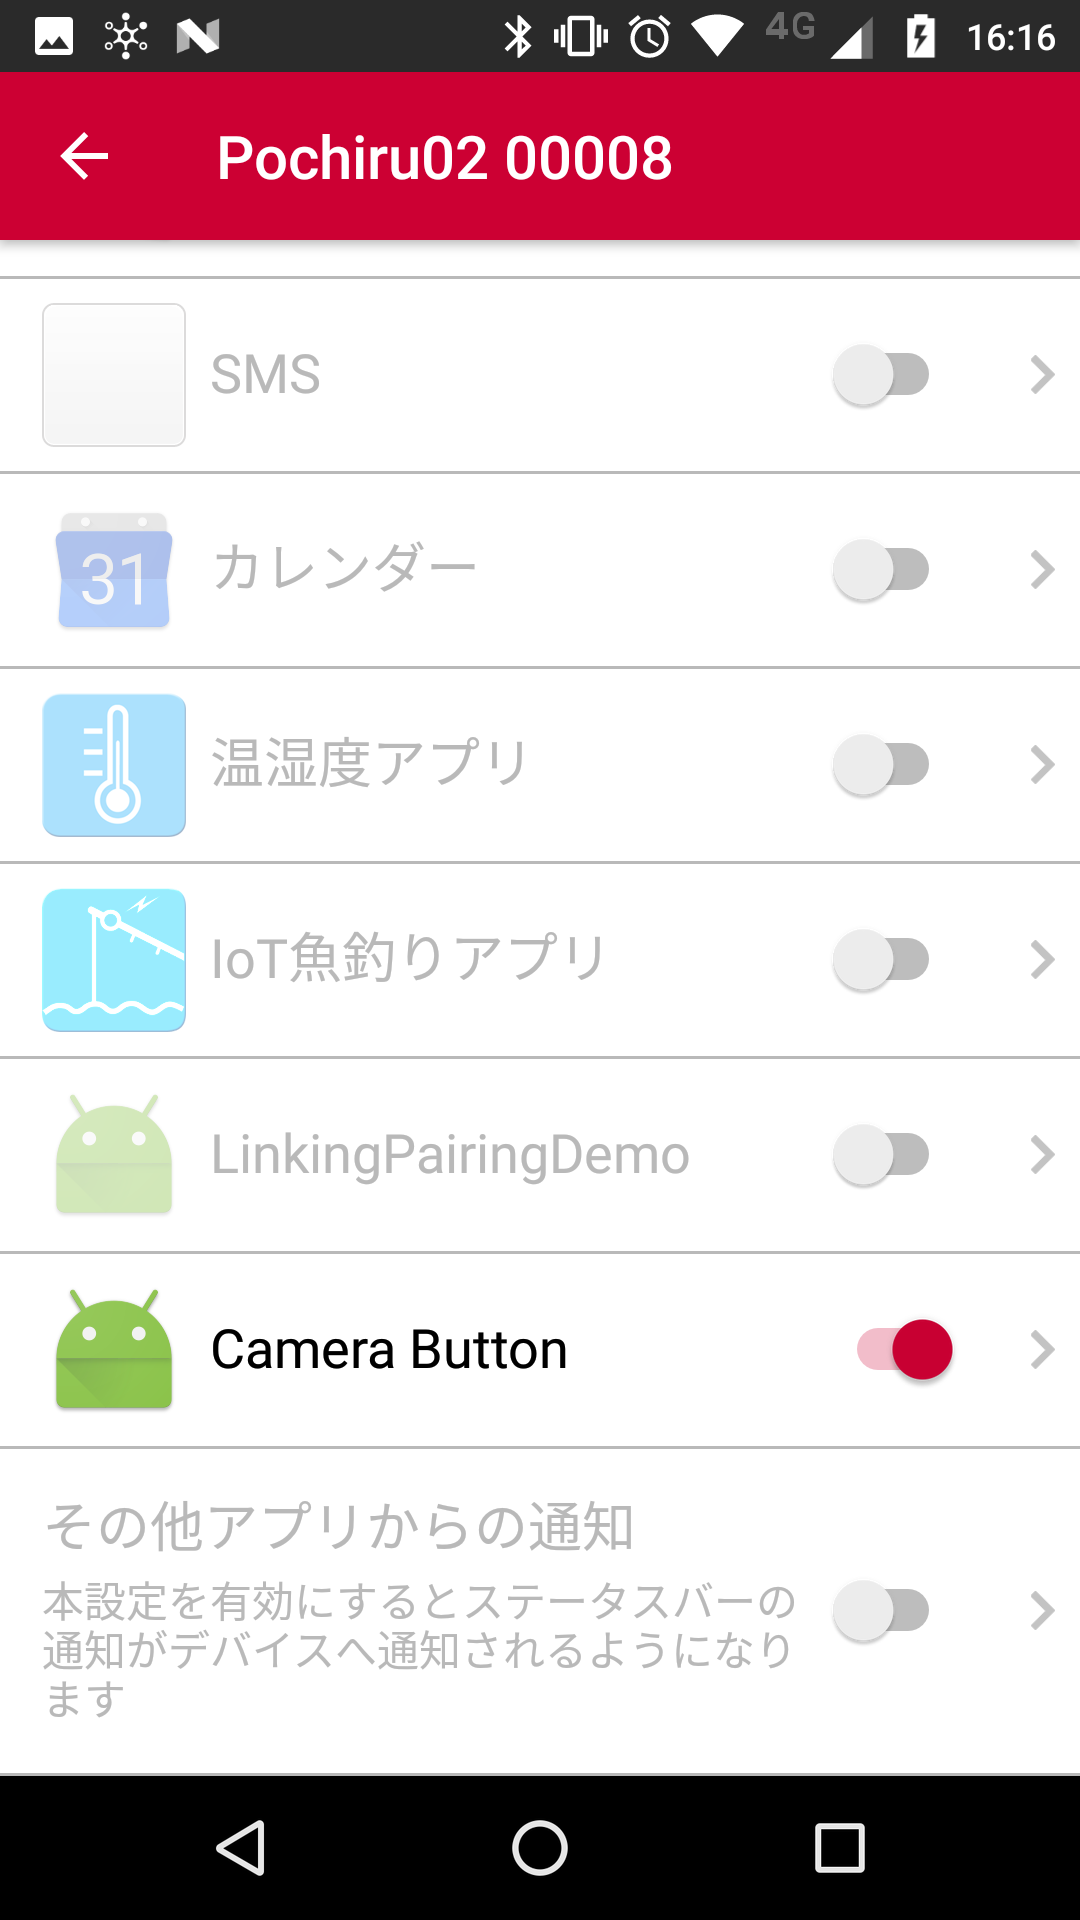 4G 16:16
Pochiru02 00008
SMS
31
カレンダー
温湿度アプリ
IoT魚釣りアプリ
LinkingPairingDemo
Camera Button
その他アプリからの通知
本設定を有効にするとステータスバーの
通知がデバイスへ通知されるようになり
ます